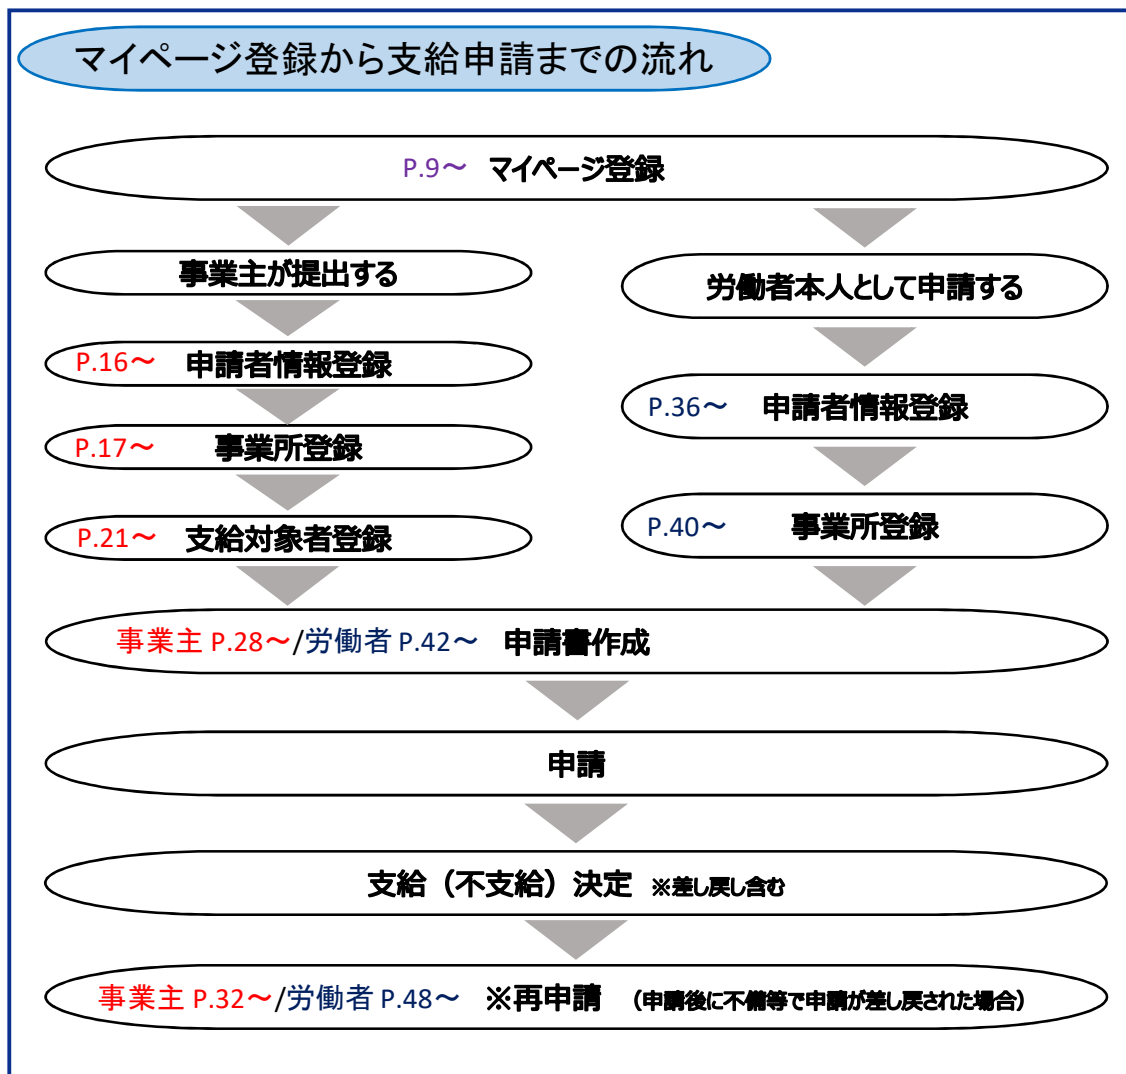 マイページ登録から支給申請までの流れ
P.9～ マイページ登録
事業主が提出する
P.16～ 申請者情報登録
P.17～ 事業所登録
P.21～ 支給対象者登録
労働者本人として申請する
P.36～ 申請者情報登録
P.40～ 事業所登録
事業主 P.28～/労働者 P.42～ 申請書作成
申請
支給（不支給）決定 ※差し戻し含む
事業主 P.32～/労働者 P.48～ ※再申請 （申請後に不備等で申請が差し戻された場合）